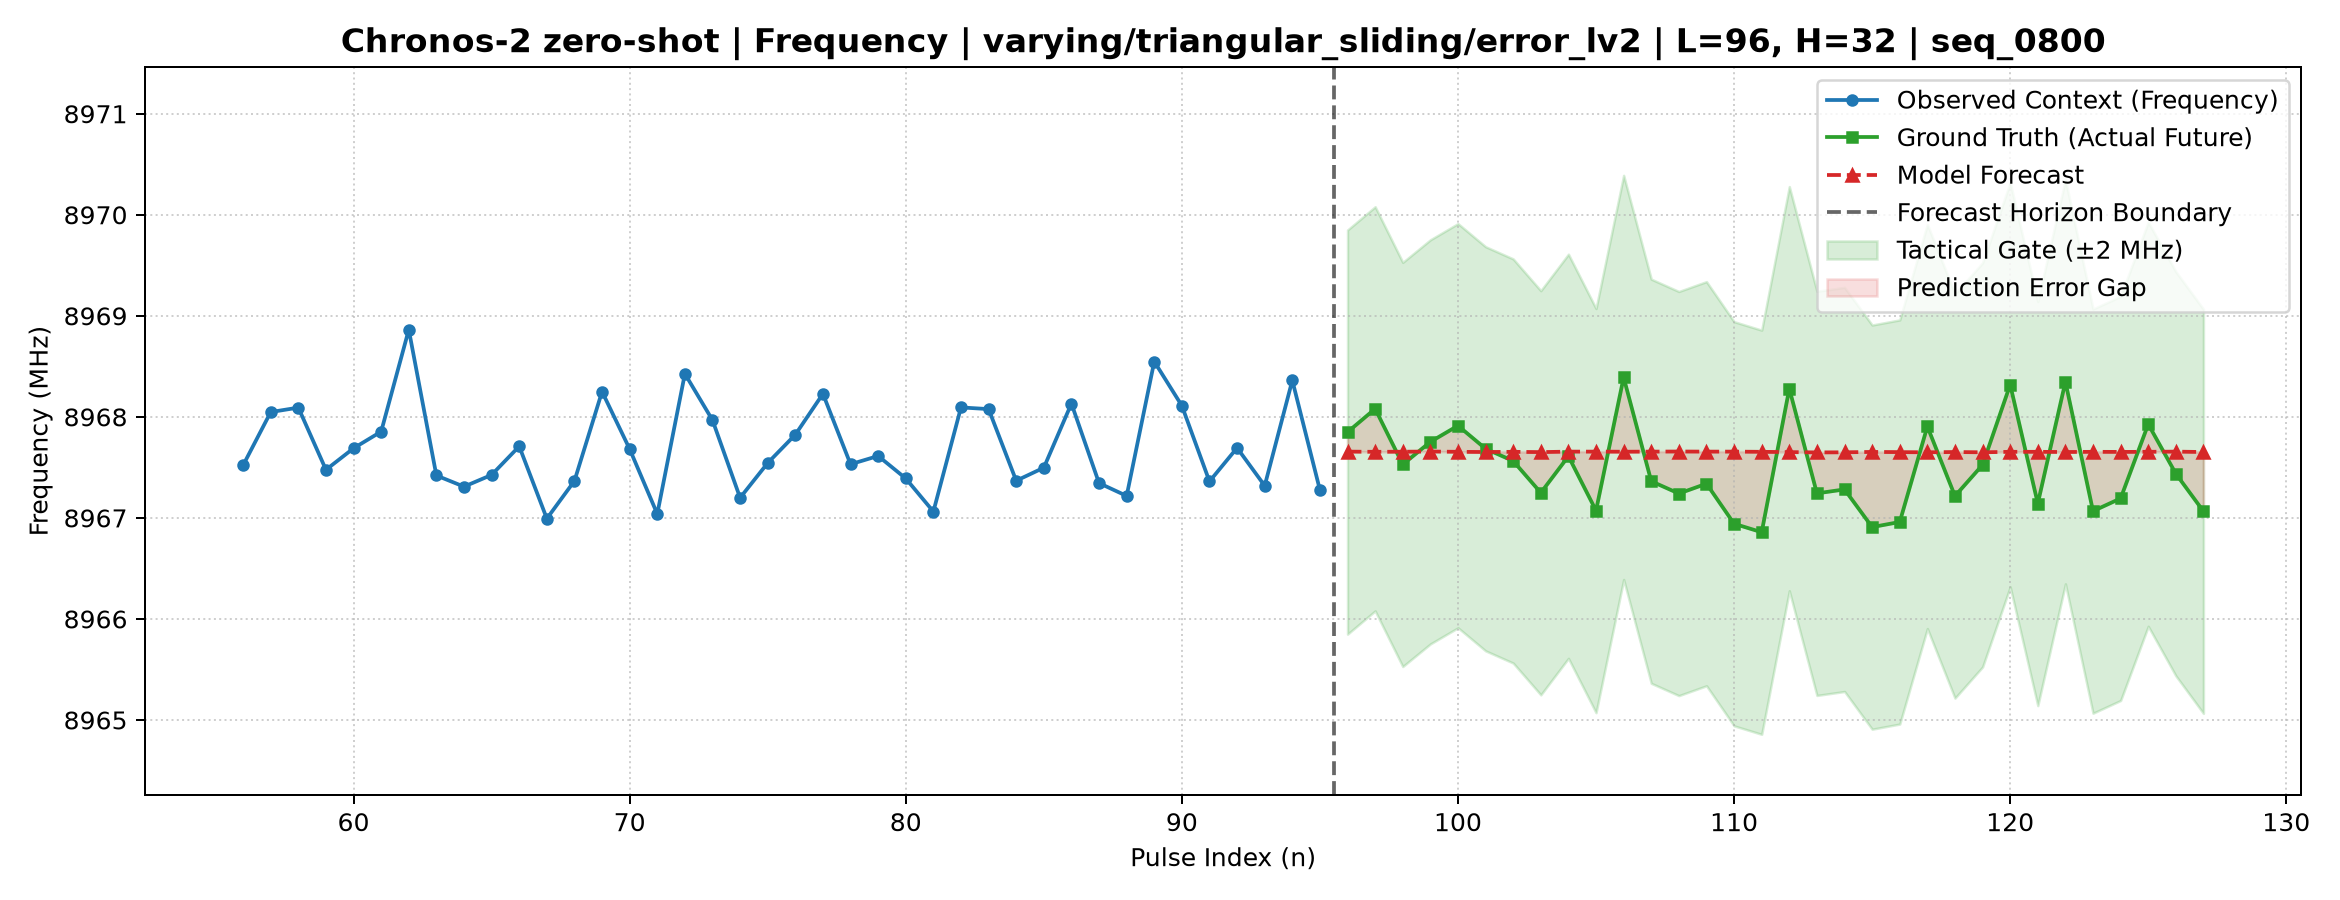 Chronos-2 zero-shot | Frequency | varying/triangular_sliding/error_lv2 | L=96, H=32 | seq_0800
Observed Context (Frequency)
Ground Truth (Actual Future)
Model Forecast
Forecast Horizon Boundary
Tactical Gate (±2 MHz)
Prediction Error Gap
Frequency (MHz)
8971
8970
8969
8968
8967
8966
8965
60 70 80 90 100 110 120 130
Pulse Index (n)